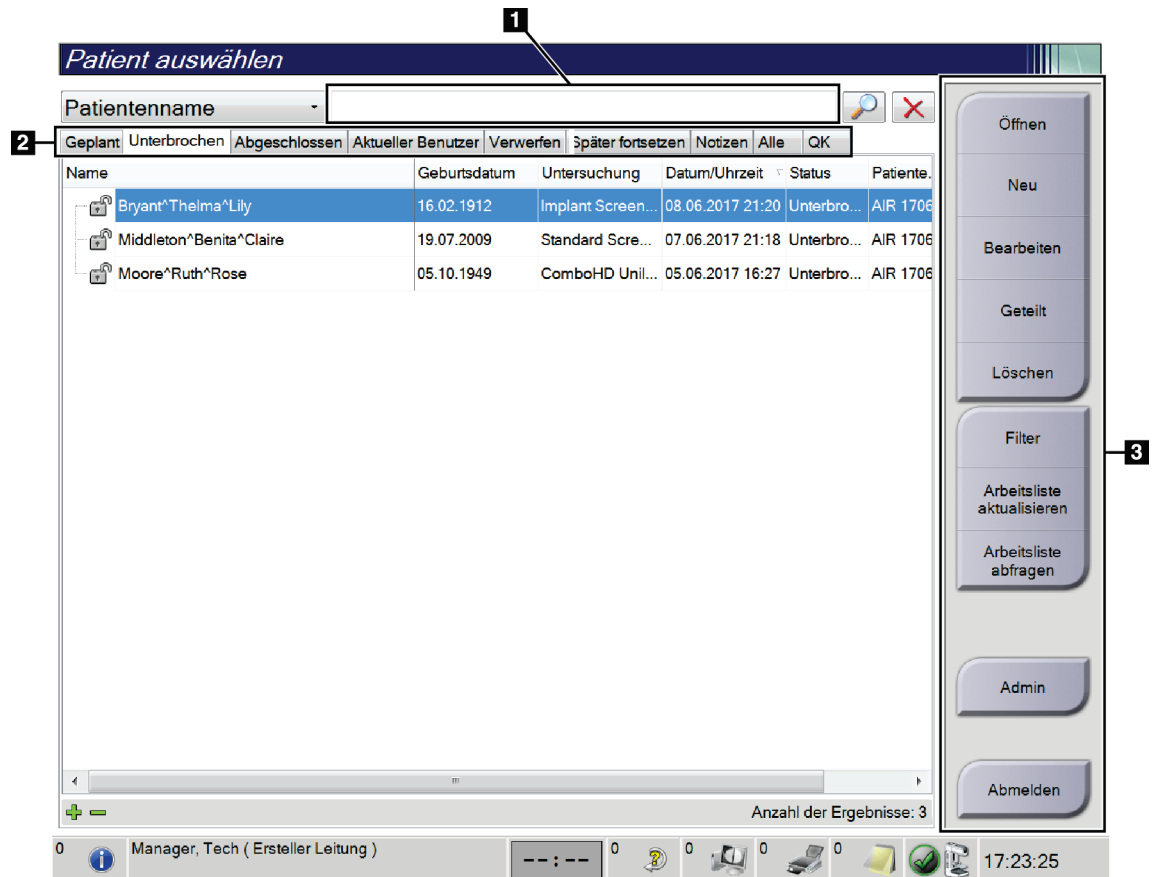 1
Patient auswählen
Patientenname
2
Geplant Unterbrochen Abgeschlossen Aktueller Benutzer Verwerfen Später fortsetzen Notizen Alle QK
Name Geburtsdatum Untersuchung Datum/Uhrzeit Status Patiente.
Bryant^Thelma^Lily 16.02.1912 Implant Screen... 08.06.2017 21:20 Unterbro... AIR 1706
Middleton^Benita^Claire 19.07.2009 Standard Scre... 07.06.2017 21:18 Unterbro... AIR 1706
Moore^Ruth^Rose 05.10.1949 ComboHD Unil... 05.06.2017 16:27 Unterbro... AIR 1706
Anzahl der Ergebnisse: 3
Öffnen
Neu
Bearbeiten
Geteilt
Löschen
Filter
3
Arbeitsliste
aktualisieren
Arbeitsliste
abfragen
Admin
Abmelden
0 Manager, Tech ( Ersteller Leitung ) --:-- 0 0 0 0 17:23:25